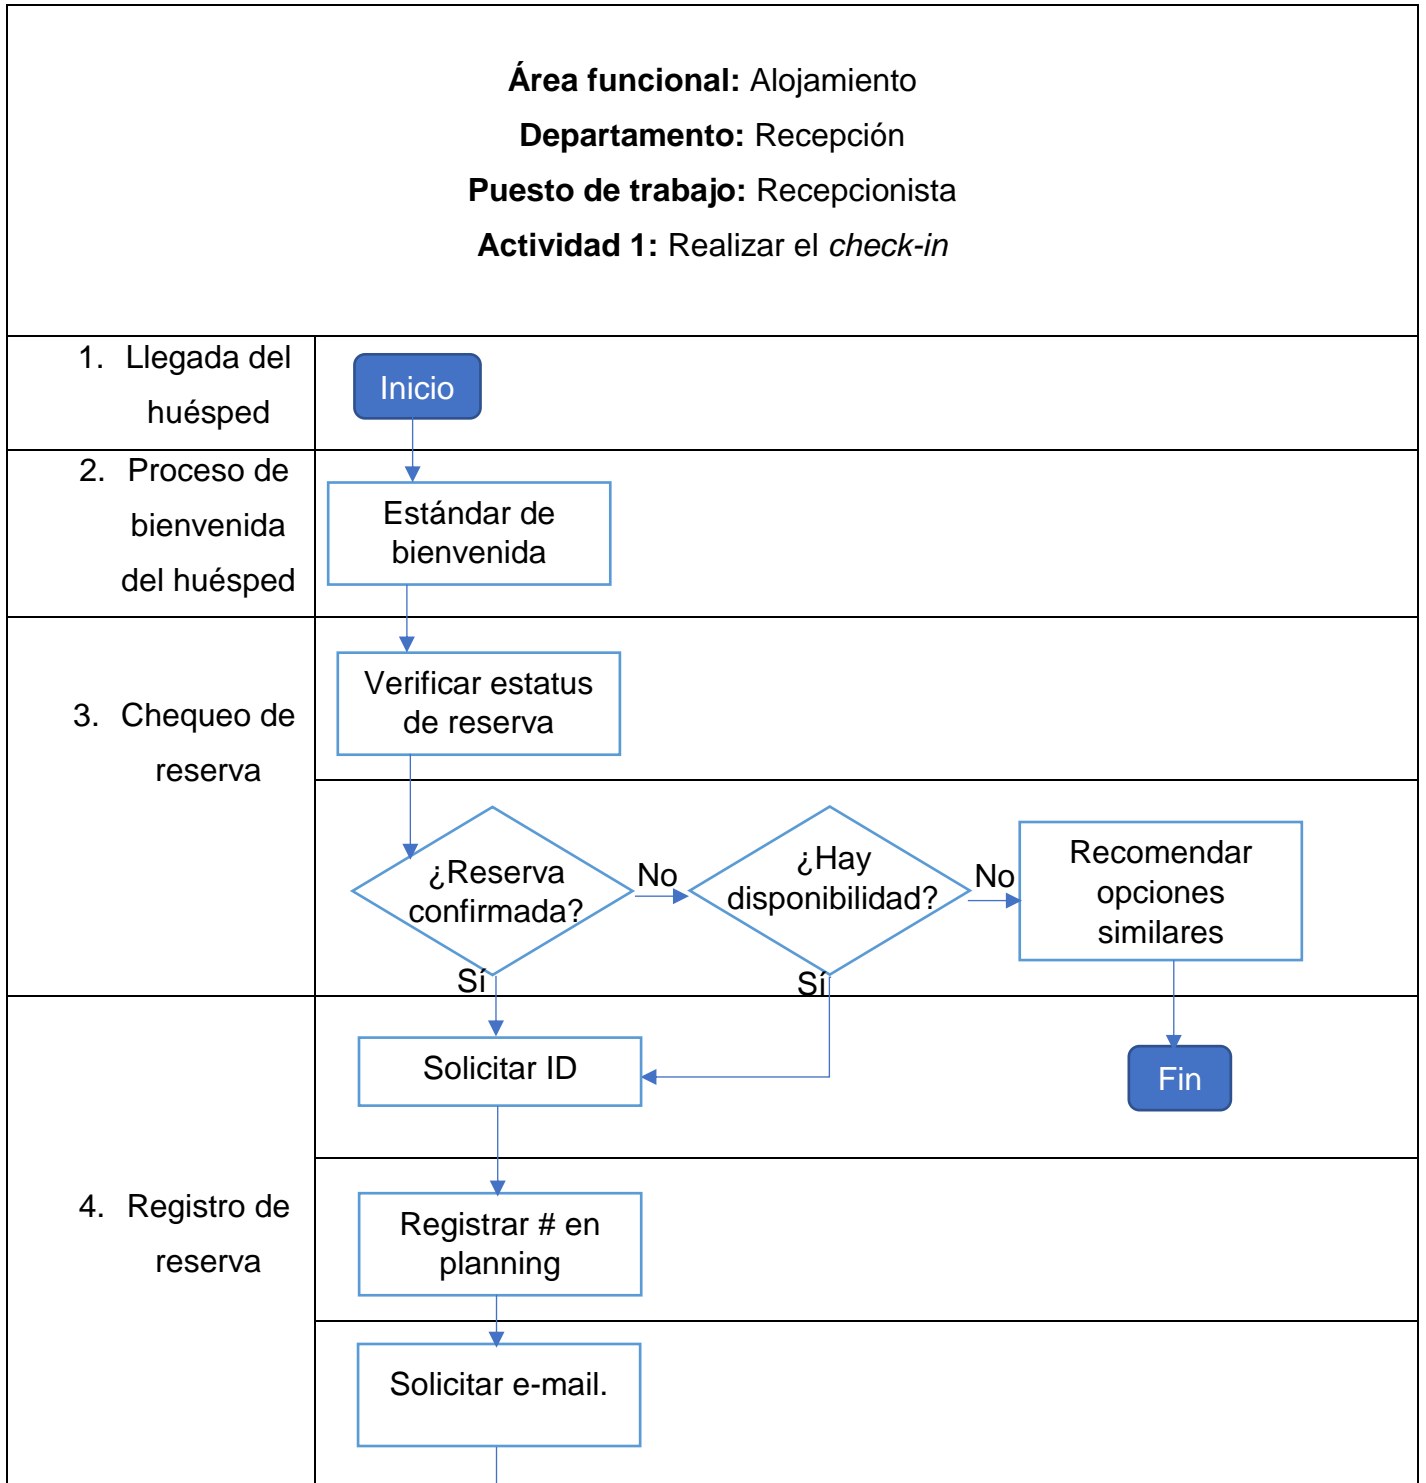 Área funcional: Alojamiento
Departamento: Recepción
Puesto de trabajo: Recepcionista
Actividad 1: Realizar el check-in
1. Llegada del
huésped
Inicio
2. Proceso de
bienvenida
del huésped
Estándar de
bienvenida
3. Chequeo de
reserva
Verificar estatus
de reserva
¿Reserva
confirmada?
No
¿Hay
disponibilidad?
No
Recomendar
opciones
similares
Sí
Sí
4. Registro de
reserva
Solicitar ID
Fin
Registrar # en
planning
Solicitar e-mail.